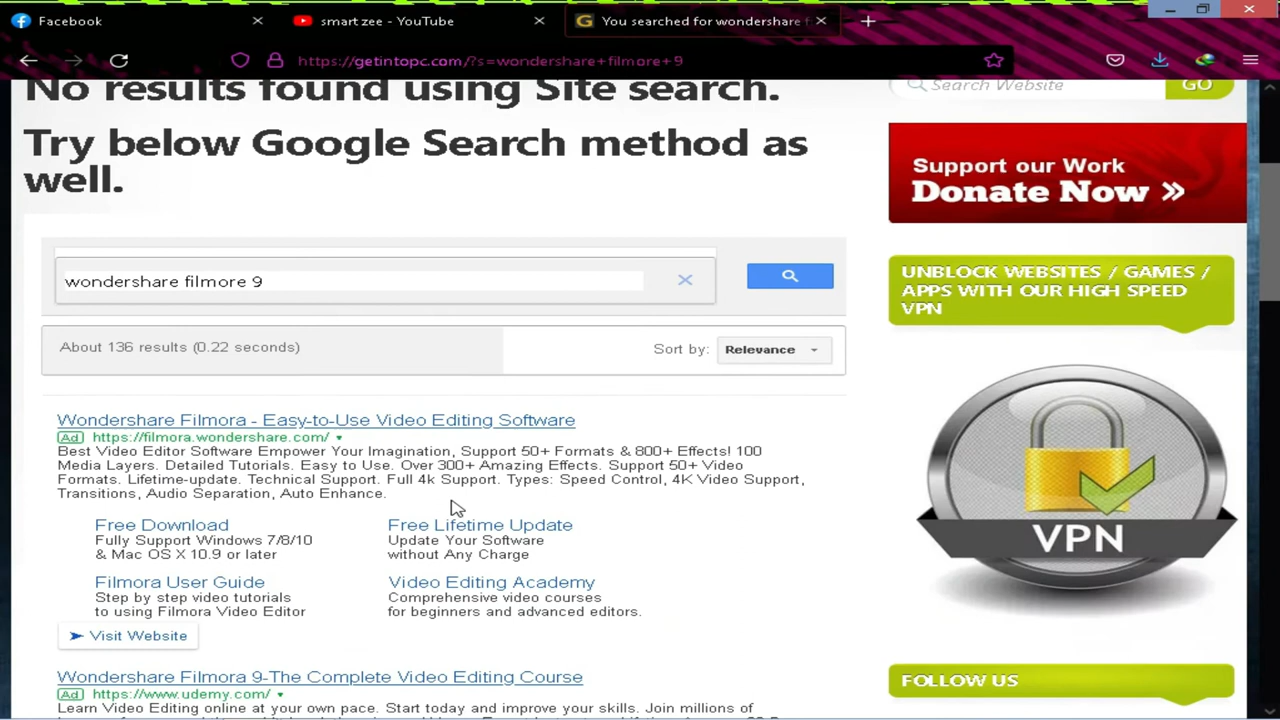 Facebook
smart zee - YouTube
You searched for wondershare f
https://getintopc.com/?s=wondershare+filmore+9
No results found using Site search.
Search Website
GO
Try below Google Search method as
well.
Support our Work
Donate Now »
wondershare filmore 9
UNBLOCK WEBSITES / GAMES /
APPS WITH OUR HIGH SPEED
VPN
About 136 results (0.22 seconds)
Sort by:
Relevance
Wondershare Filmora - Easy-to-Use Video Editing Software
Ad https://filmora.wondershare.com/
Best Video Editor Software Empower Your Imagination, Support 50+ Formats & 800+ Effects! 100
Media Layers. Detailed Tutorials. Easy to Use. Over 300+ Amazing Effects. Support 50+ Video
Formats. Lifetime-update. Technical Support. Full 4k Support. Types: Speed Control, 4K Video Support,
Transitions, Audio Separation, Auto Enhance.
Free Download
Fully Support Windows 7/8/10
& Mac OS X 10.9 or later
Free Lifetime Update
Update Your Software
without Any Charge
VPN
Filmora User Guide
Step by step video tutorials
to using Filmora Video Editor
Video Editing Academy
Comprehensive video courses
for beginners and advanced editors.
Visit Website
Wondershare Filmora 9-The Complete Video Editing Course
Ad https://www.udemy.com/
Learn Video Editing online at your own pace. Start today and improve your skills. Join millions of
FOLLOW US